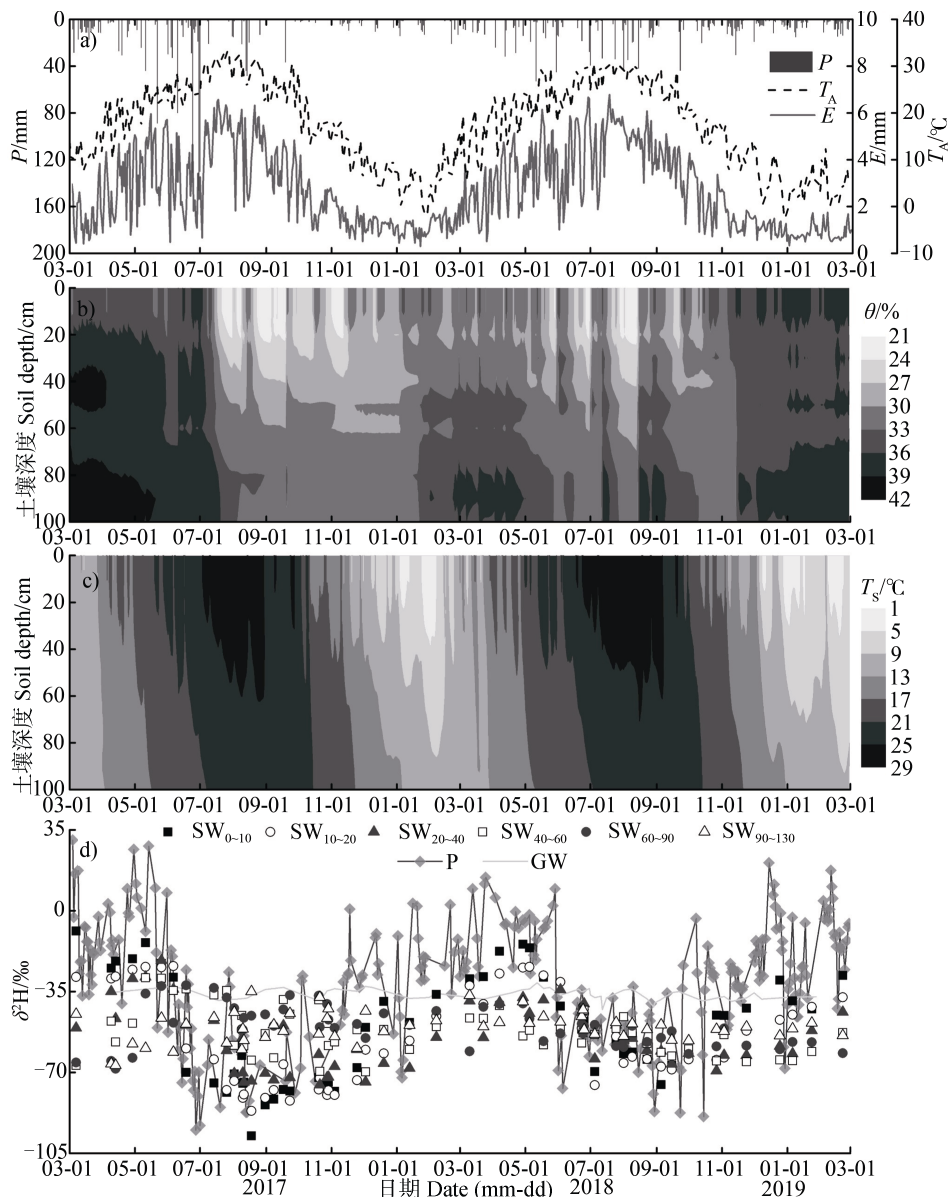 a)
P/mm
0
40
80
120
160
200
P
T_A
E
10
8
6
4
2
0
E/mm
40
30
20
10
0
−10
T_A/℃
03-01 05-01 07-01 09-01 11-01 01-01 03-01 05-01 07-01 09-01 11-01 01-01 03-01
b)
土壤深度 Soil depth/cm
0
20
40
60
80
100
θ/%
21
24
27
30
33
36
39
42
03-01 05-01 07-01 09-01 11-01 01-01 03-01 05-01 07-01 09-01 11-01 01-01 03-01
c)
土壤深度 Soil depth/cm
0
20
40
60
80
100
T_S/℃
1
5
9
13
17
21
25
29
03-01 05-01 07-01 09-01 11-01 01-01 03-01 05-01 07-01 09-01 11-01 01-01 03-01
SW0~10 SW10~20 SW20~40 SW40~60 SW60~90 SW90~130
d)
P GW
δ²H/‰
35
0
−35
−70
−105
03-01 05-01 07-01 09-01 11-01 01-01 03-01 05-01 07-01 09-01 11-01 01-01 03-01
2017 2018 2019
日期 Date (mm-dd)